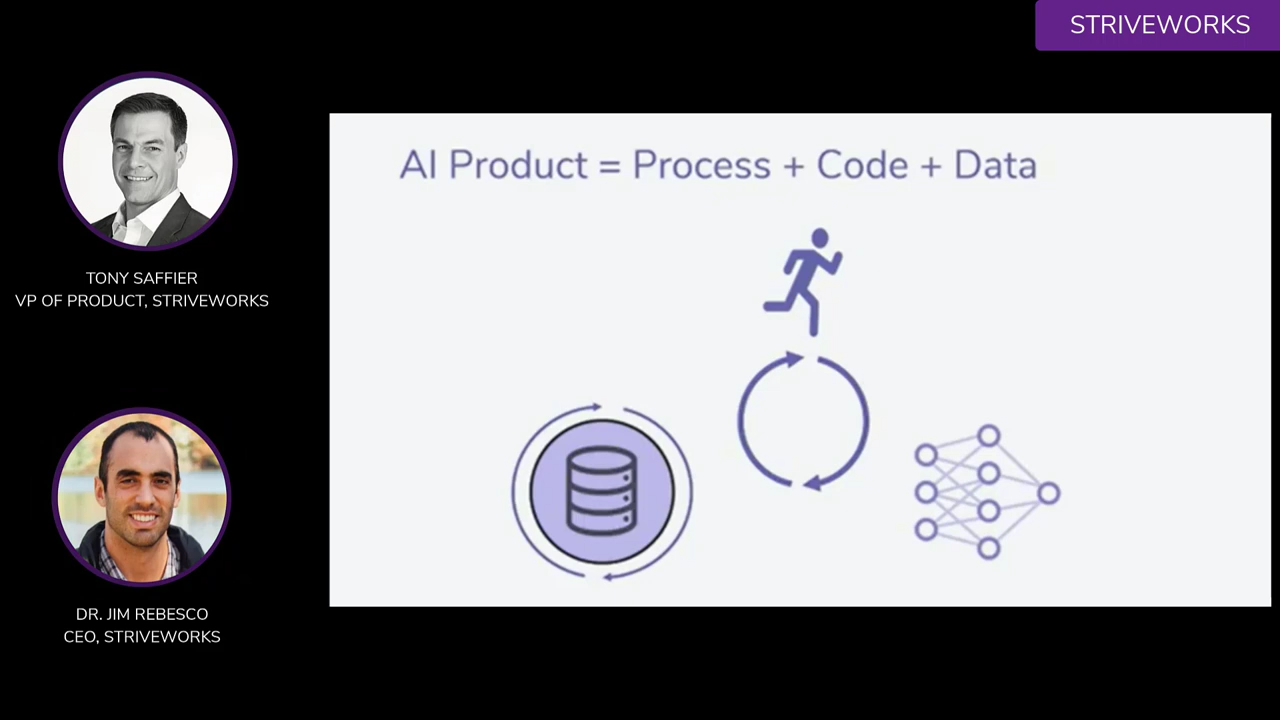 STRIVEWORKS
AI Product = Process + Code + Data
TONY SAFFIER
VP OF PRODUCT, STRIVEWORKS
DR. JIM REBESCO
CEO, STRIVEWORKS